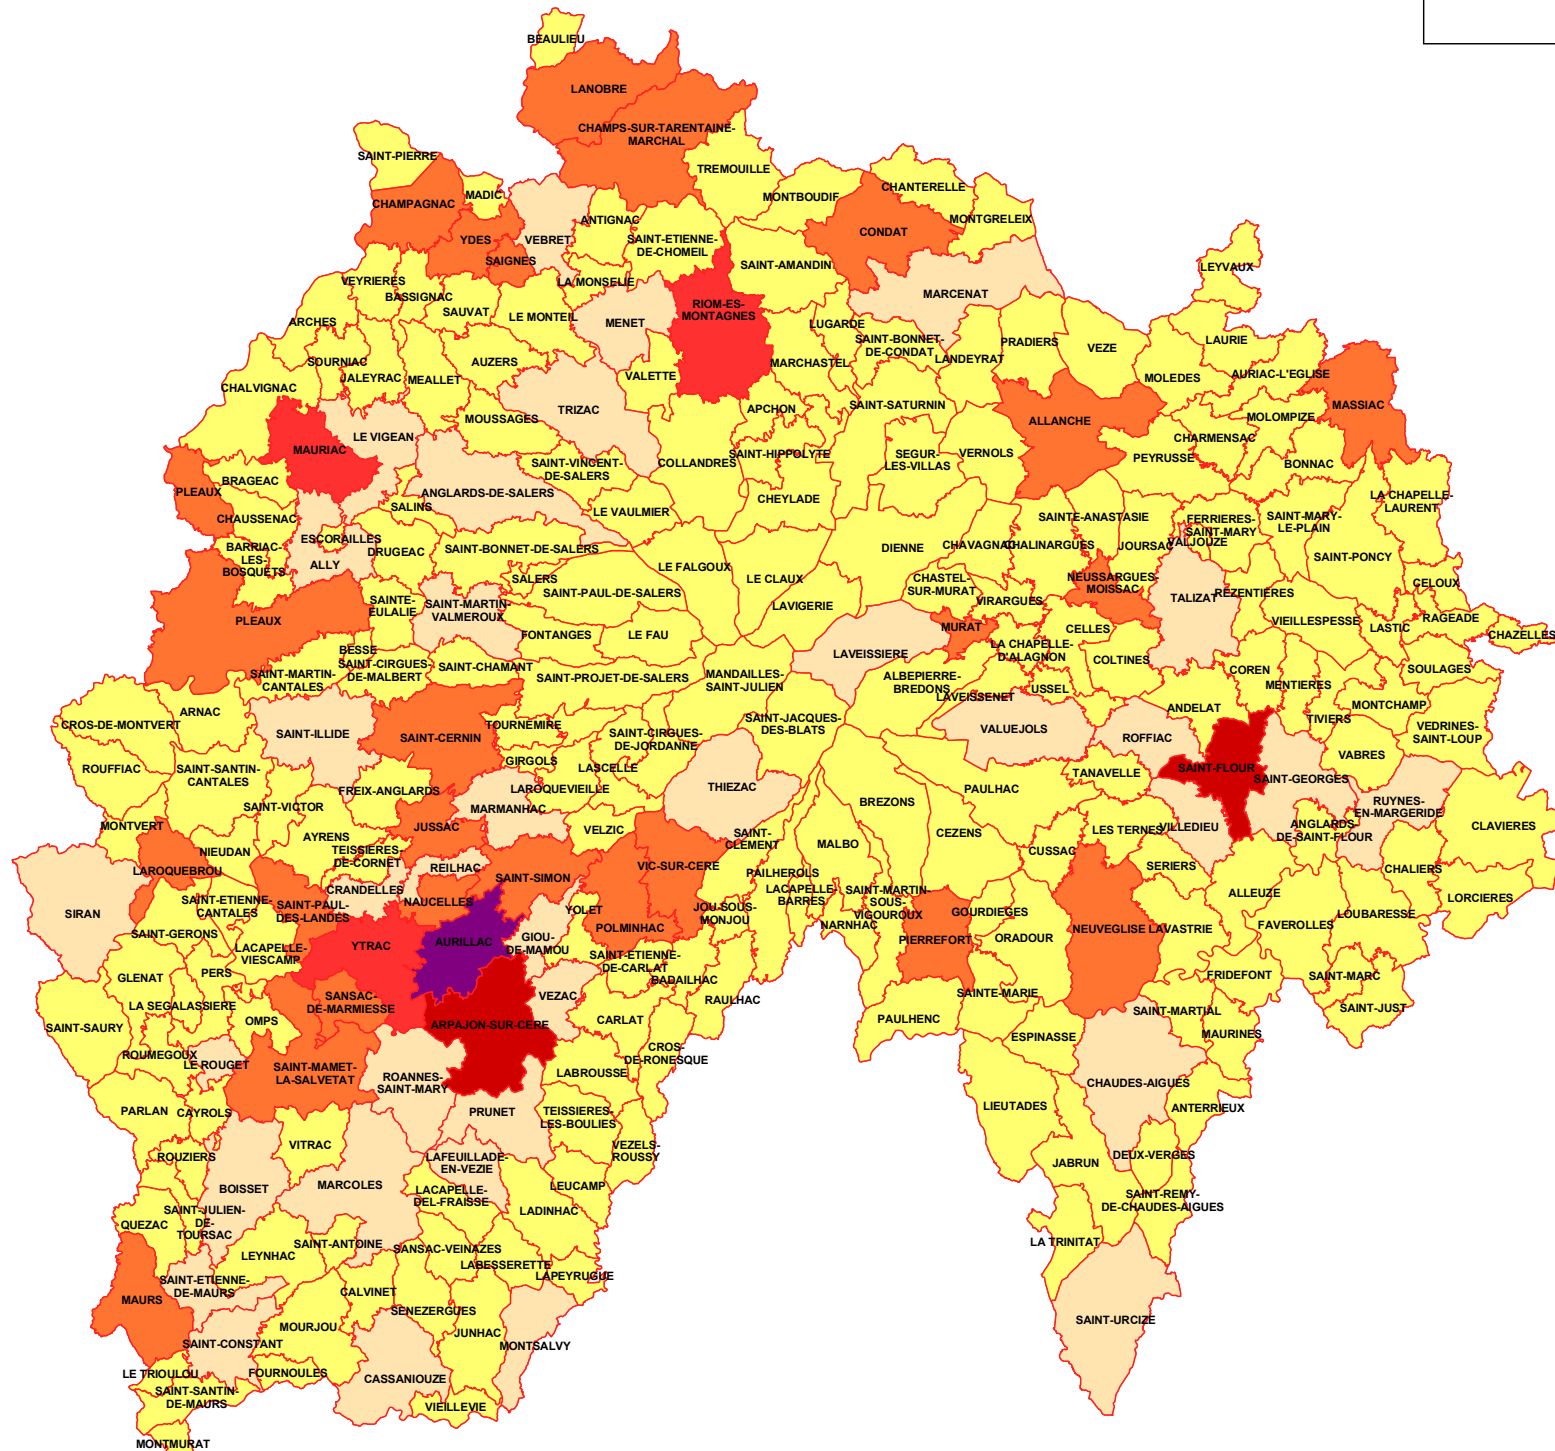 BEAULIEU
LANOBRE
CHAMPS-SUR-TARENTAINE-
MARCHAL
SAINT-PIERRE
TREMOUILLE
MADIC
CHANTERELLE
MONTBOUDIF
CHAMPAGNAC
ANTIGNAC
MONTGRELEIX
YDES
VEBRET
SAINT-ETIENNE-
DE-CHOMEIL
CONDAT
SAIGNES
SAINT-AMANDIN
LEYVAUX
VEYRIERES
LA MONSELIE
BASSIGNAC
MARCENAT
SAUVAT
RIOM-ES-
MONTAGNES
ARCHES
LE MONTEIL
MENET
LUGARDE
SAINT-BONNET-
DE-CONDAT
PRADIERS
VEZE
LAURIE
SOURNIAC
AUZERS
MARCHASTEL
LANDEYRAT
JALEYRAC
MEALLET
VALETTE
MOLEDES
AURIAC-L'EGLISE
CHALVIGNAC
TRIZAC
APCHON
SAINT-SATURNIN
MASSIAC
MOUSSAGES
ALLANCHE
MOLOMPIZE
LE VIGEAN
CHARMENSAC
MAURIAC
SAINT-HIPPOLYTE
SEGUR-
LES-VILLAS
VERNOLS
PEYRUSSE
BONNAC
SAINT-VINCENT-
DE-SALERS
COLLANDRES
BRAGEAC
PLEAUX
ANGLARDS-DE-SALERS
CHEYLADE
LA CHAPELLE-
LAURENT
SALINS
LE VAULMIER
CHAUSSENAC
SAINTE-ANASTASIE
FERRIERES-
SAINT-MARY
SAINT-MARY-
LE-PLAIN
ESCORAILLES
DRUGEAC
SAINT-BONNET-DE-SALERS
DIENNE
CHAVAGNAC
CHALINARGUES
JOURSAC
VALJOUZE
SAINT-PONCY
BARRIAC-
LES-
BOSQUETS
ALLY
LE FALGOUX
SALERS
LE CLAUX
CHASTEL-
SUR-MURAT
NEUSSARGUES-
MOISSAC
CELOUX
SAINT-PAUL-DE-SALERS
REZENTIERES
TALIZAT
SAINTE-
EULALIE
SAINT-MARTIN-
VALMEROUX
LAVIGERIE
VIRARGUES
PLEAUX
VIEILLESPESSE
RAGEADE
LASTIC
MURAT
CELLES
FONTANGES
LE FAU
CHAZELLES
BESSE
LAVEISSIERE
LA CHAPELLE-
D'ALAGNON
SAINT-CIRGUES-
DE-MALBERT
SAINT-CHAMANT
COLTINES
COREN
SOULAGES
SAINT-MARTIN-
CANTALES
SAINT-PROJET-DE-SALERS
MANDAILLES-
SAINT-JULIEN
ALBEPIERRE-
BREDONS
MENTIERES
USSEL
LAVEISSENET
MONTCHAMP
ARNAC
ANDELAT
CROS-DE-MONTVERT
TOURNEMIRE
SAINT-JACQUES-
DES-BLATS
TIVIERS
VEDRINES-
SAINT-LOUP
SAINT-ILLIDE
SAINT-CERNIN
SAINT-CIRGUES-
DE-JORDANNE
VALUEJOLS
ROFFIAC
VABRES
GIRGOLS
ROUFFIAC
LASCELLE
SAINT-FLOUR
SAINT-SANTIN-
CANTALES
TANAVELLE
SAINT-GEORGES
LAROQUEVIEILLE
THIEZAC
FREIX-ANGLARDS
PAULHAC
RUYNES-
EN-MARGERIDE
SAINT-VICTOR
MARMANHAC
BREZONS
MONTVERT
JUSSAC
VELZIC
ANGLARDS-
DE-SAINT-FLOUR
CLAVIERES
AYRENS
SAINT-
CLEMENT
CEZENS
LES TERNES
VILLEDIEU
NIEUDAN
TEISSIERES-
DE-CORNET
MALBO
CUSSAC
LAROQUEBROU
REILHAC
VIC-SUR-CERE
SERIERS
CHALIERS
SAINT-SIMON
PAILHEROLS
CRANDELLES
ALLEUZE
LORCIERES
SAINT-ETIENNE-
CANTALES
SAINT-PAUL-
DES-LANDES
NAUCELLES
LACAPELLE-
BARRES
SAINT-MARTIN-
SOUS-
VIGOUROUX
SIRAN
YOLET
JOU-SOUS-
MONJOU
GOURDIEGES
LOUBARESSE
SAINT-GERONS
POLMINHAC
NARNHAC
FAVEROLLES
YTRAC
AURILLAC
GIOU-
DE-MAMOU
PIERREFORT
ORADOUR
NEUVEGLISE
LAVASTRIE
LACAPELLE-
VIESCAMP
SAINT-ETIENNE-
DE-CARLAT
PERS
GLENAT
BADAILHAC
FRIDEFONT
SAINT-MARC
SANSAC-
DE-MARMIESSE
VEZAC
SAINTE-MARIE
LA SEGALASSIERE
RAULHAC
SAINT-MARTIAL
SAINT-JUST
OMPS
PAULHENC
SAINT-SAURY
ARPAJON-SUR-CERE
CARLAT
MAURINES
ESPINASSE
CROS-
DE-RONESQUE
ROUMEGOUX
LE ROUGET
SAINT-MAMET-
LA-SALVETAT
ROANNES-
SAINT-MARY
LABROUSSE
CHAUDES-AIGUES
LIEUTADES
PARLAN
CAYROLS
PRUNET
TEISSIERES-
LES-BOULIES
ANTERRIEUX
VITRAC
VEZELS-
ROUSSY
ROUZIERS
LAFEUILLADE-
EN-VEZIE
DEUX-VERGES
JABRUN
BOISSET
MARCOLES
LEUCAMP
LACAPELLE-
DEL-FRAISSE
SAINT-REMY-
DE-CHAUDES-AIGUES
SAINT-JULIEN-
DE-
TOURSAC
LADINHAC
QUEZAC
LEYNHAC
SAINT-ANTOINE
SANSAC-VEINAZES
LA TRINITAT
LABESSERETTE
LAPEYRUGUE
SAINT-ETIENNE-
DE-MAURS
CALVINET
MAURS
SENEZERGUES
SAINT-URCIZE
MOURJOU
JUNHAC
SAINT-CONSTANT
MONTSALVY
LE TRIOULOU
FOURNOULES
CASSANIOUZE
SAINT-SANTIN-
DE-MAURS
VIEILLEVIE
MONTMURAT